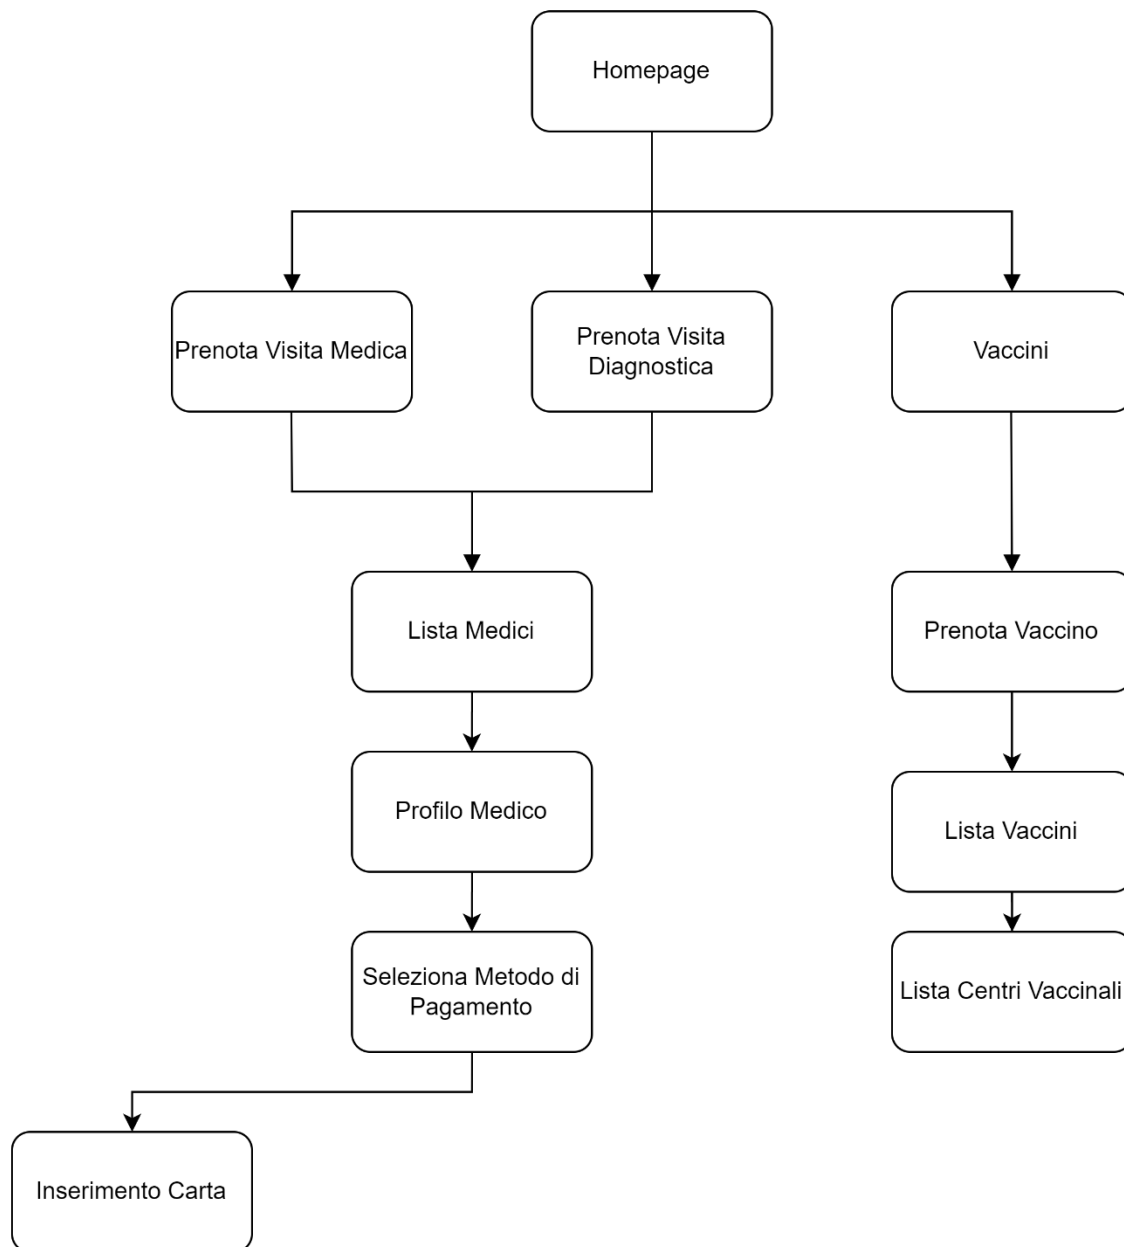 Homepage
Prenota Visita Medica
Prenota Visita
Diagnostica
Vaccini
Lista Medici
Prenota Vaccino
Profilo Medico
Lista Vaccini
Seleziona Metodo di
Pagamento
Lista Centri Vaccinali
Inserimento Carta